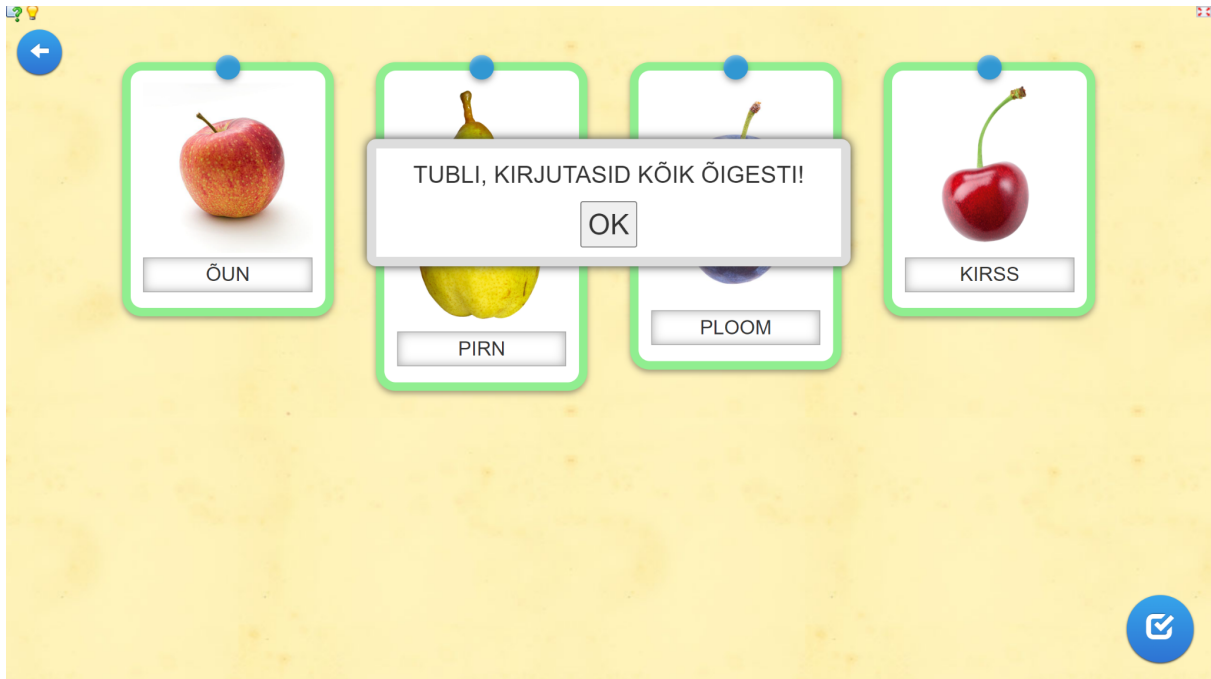 TUBLI, KIRJUTASID KÕIK ÕIGESTI!
OK
ÕUN
PIRN
PLOOM
KIRSS